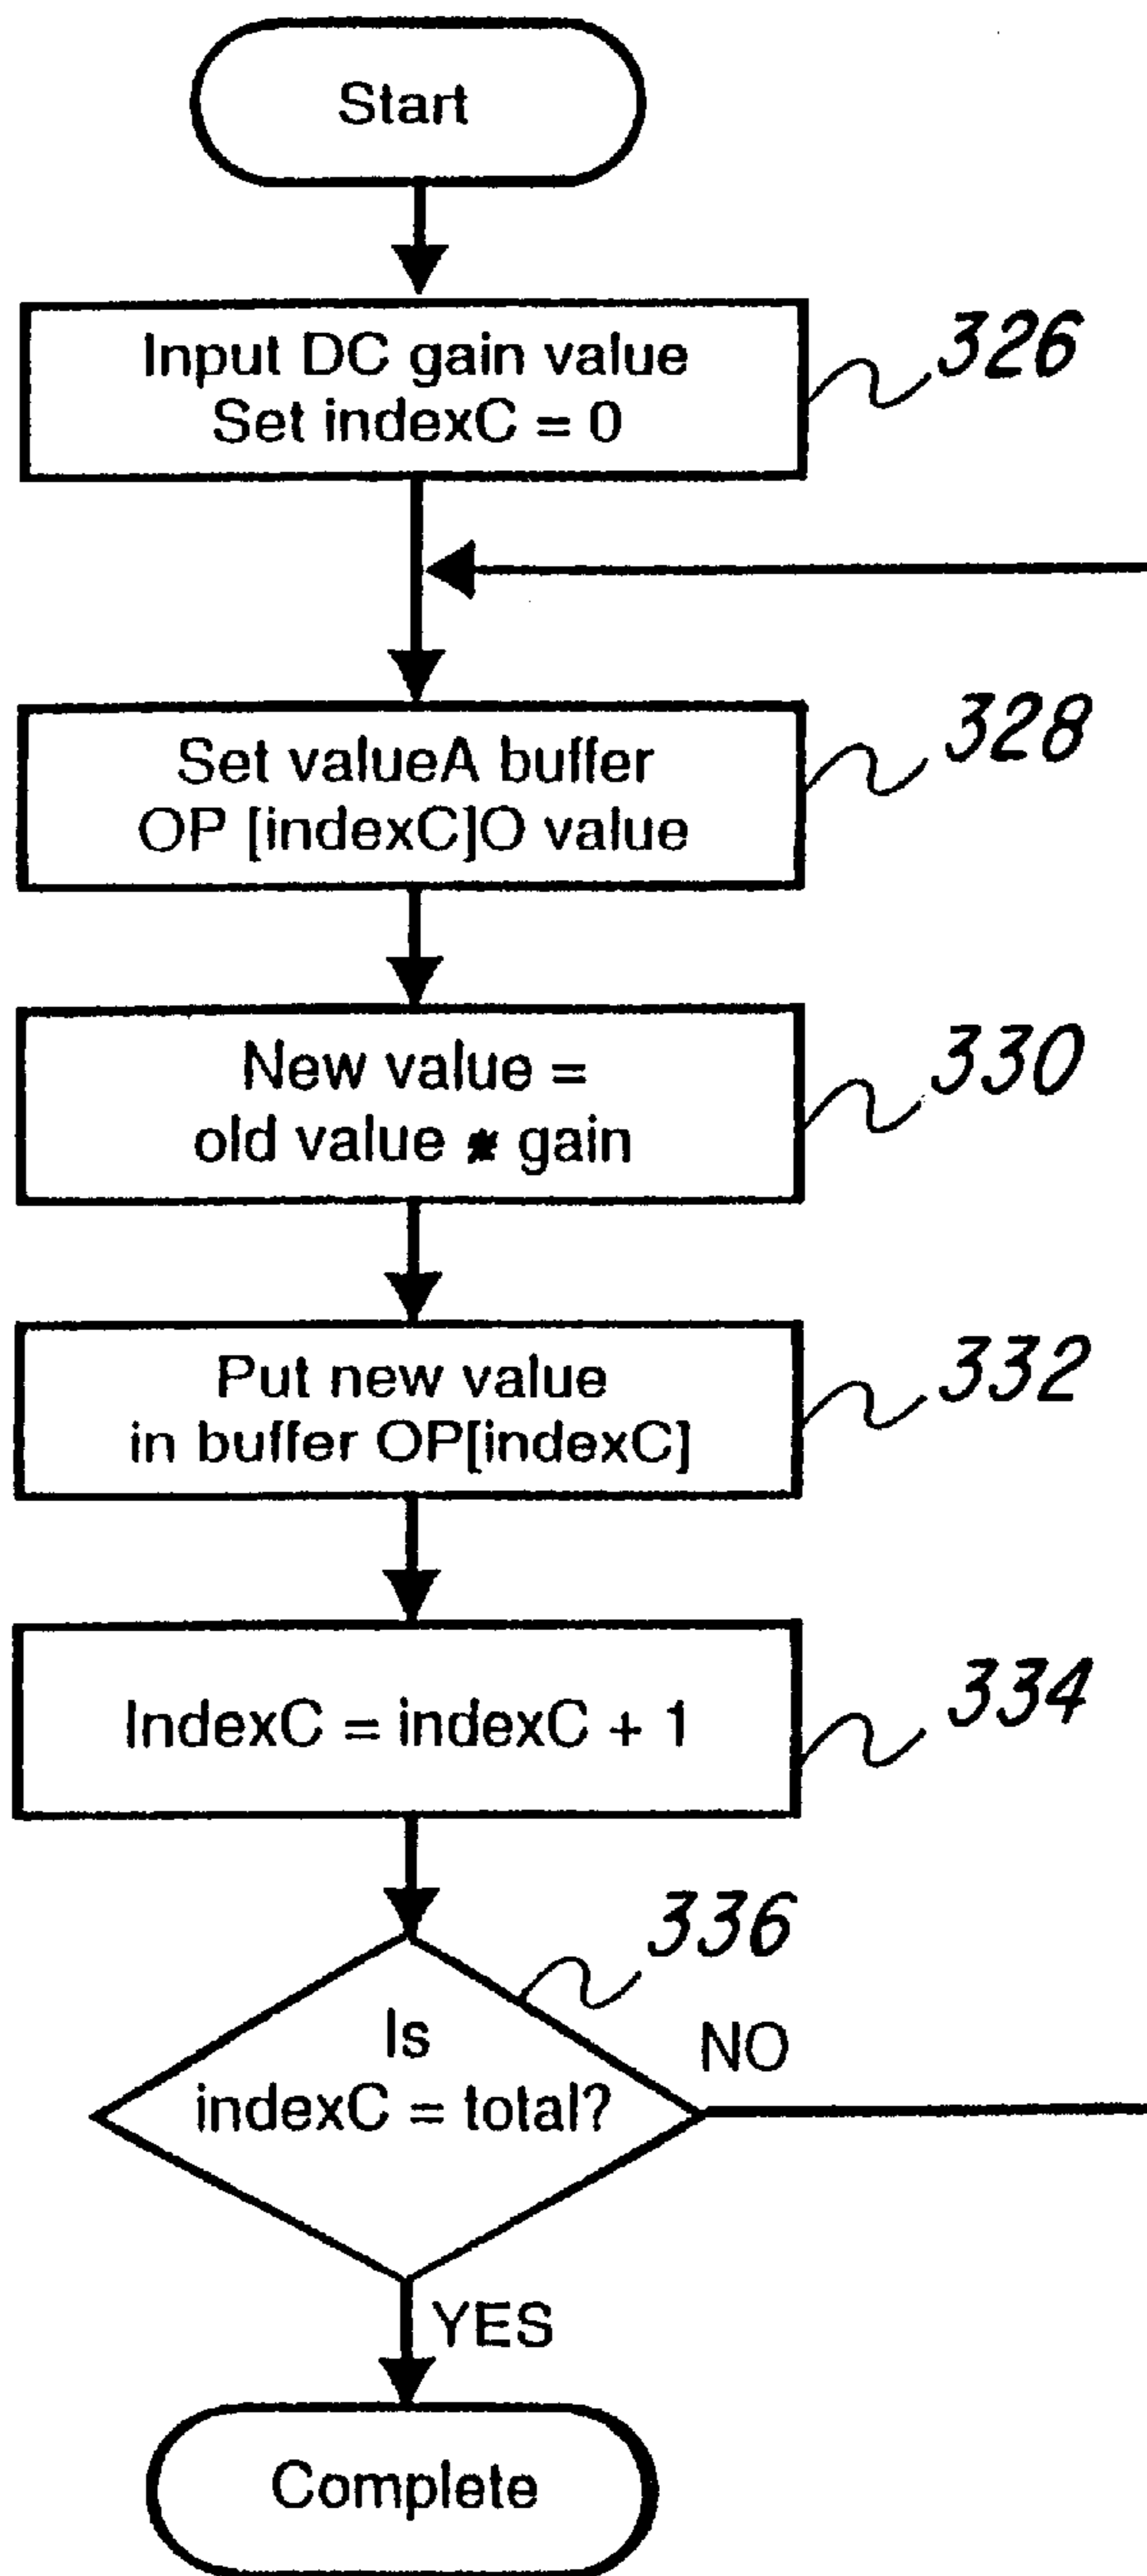 Start
Input DC gain value
Set indexC = 0
326
Set valueA buffer
OP [indexC]O value
328
New value =
old value * gain
330
Put new value
in buffer OP[indexC]
332
IndexC = indexC + 1
334
336
Is
indexC = total?
NO
YES
Complete